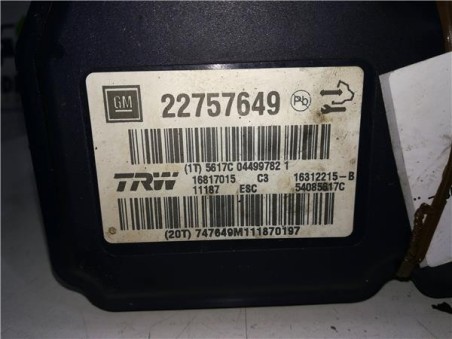 GM 22757649 Pb
(1T) 5617C 04499782 1
TRW 16817015 C3 16312215-B
11187 ESC 54085617C
(20T) 747649M111870197